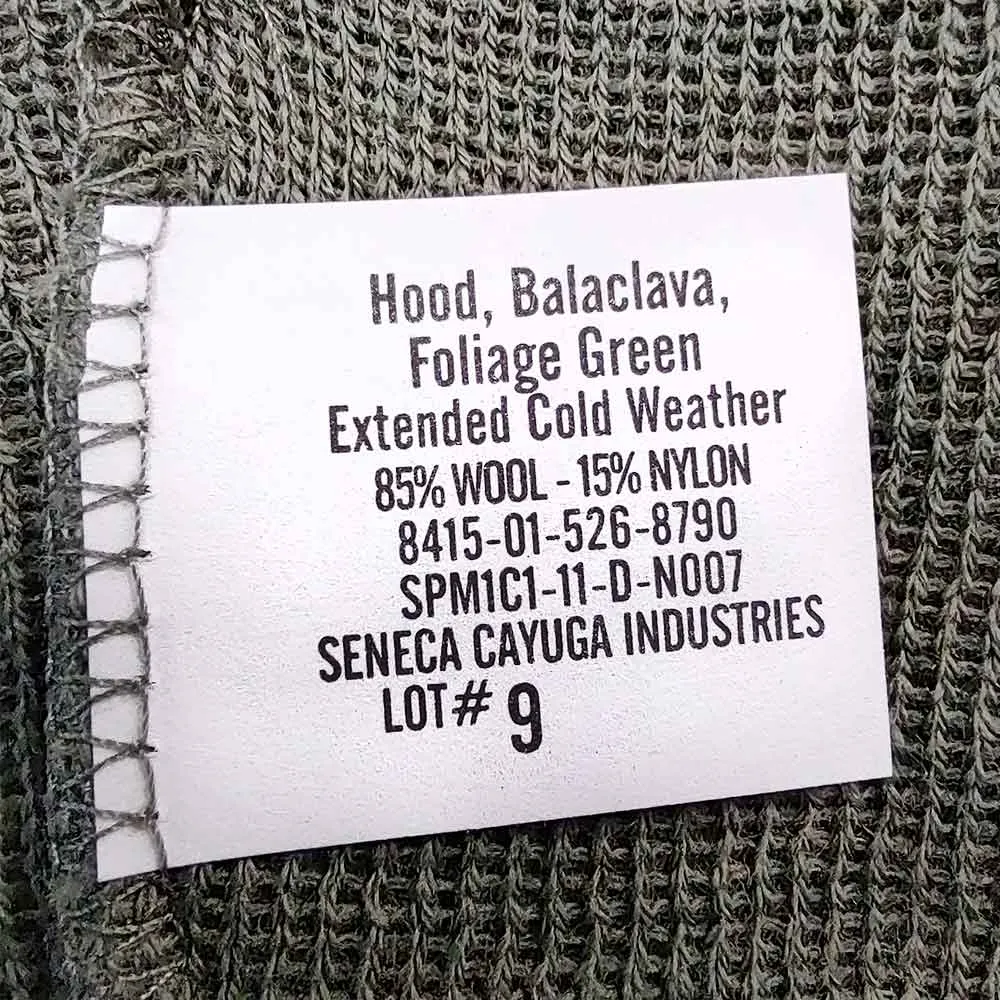 Hood, Balaclava,
Foliage Green
Extended Cold Weather
85% WOOL - 15% NYLON
8415-01-526-8790
SPM1C1-11-D-N007
SENECA CAYUGA INDUSTRIES
LOT# 9